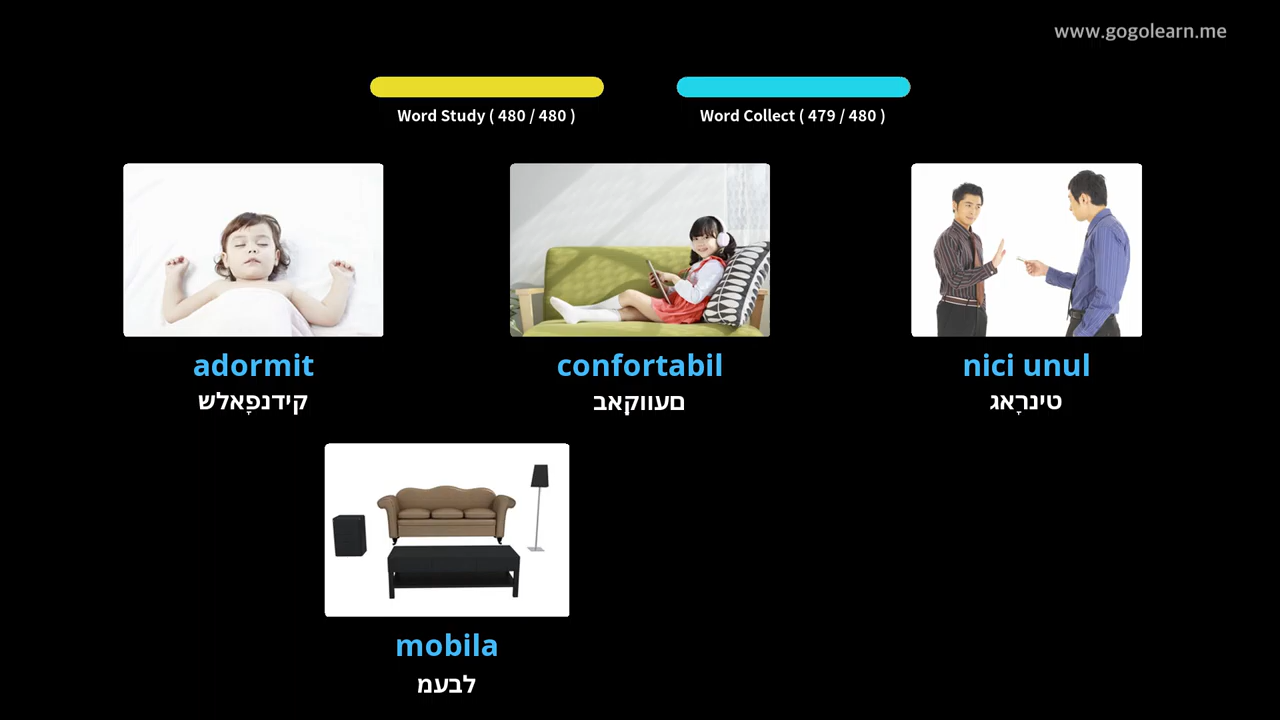 www.gogolearn.me
Word Study ( 480 / 480 )
Word Collect ( 479 / 480 )
adormit
קידנפָאלש
confortabil
םעווקאב
nici unul
טינרָאג
mobila
לבעמ